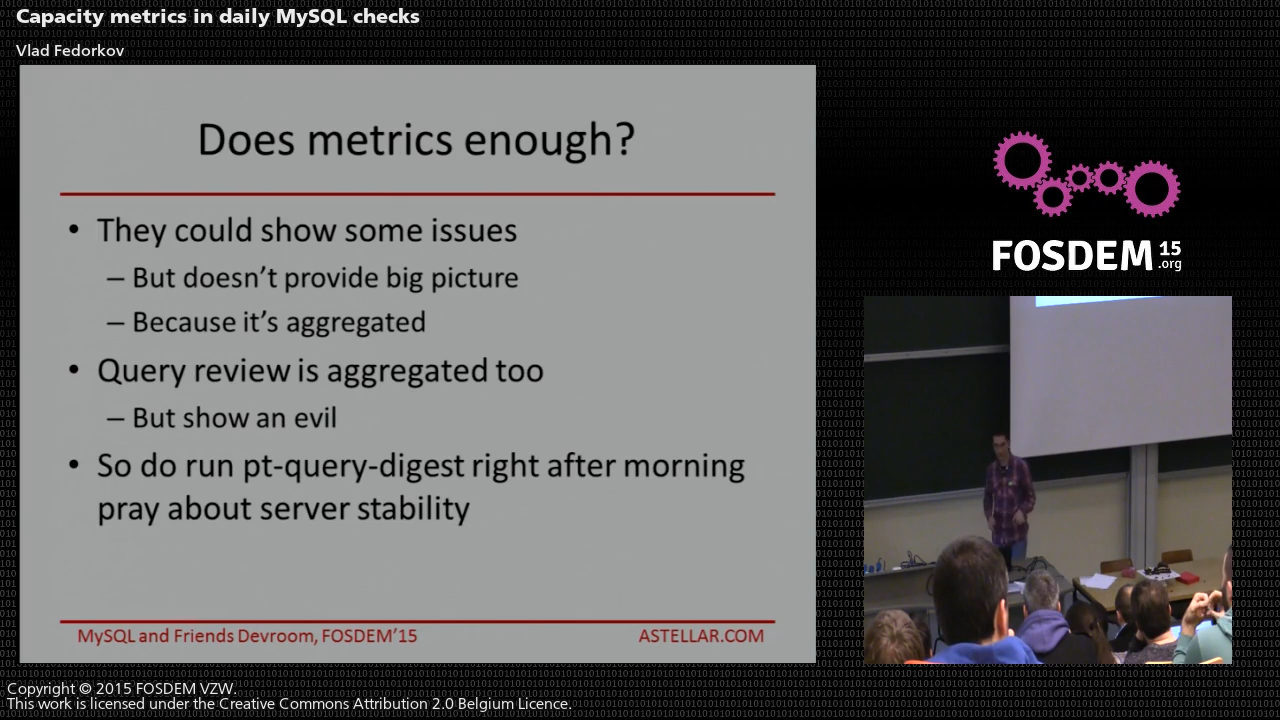 Capacity metrics in daily MySQL checks
Vlad Fedorkov
Does metrics enough?
• They could show some issues
– But doesn't provide big picture
– Because it's aggregated
• Query review is aggregated too
– But show an evil
• So do run pt-query-digest right after morning
pray about server stability
MySQL and Friends Devroom, FOSDEM'15
ASTELLAR.COM
FOSDEM 15
.org
Copyright © 2015 FOSDEM VZW.
This work is licensed under the Creative Commons Attribution 2.0 Belgium Licence.